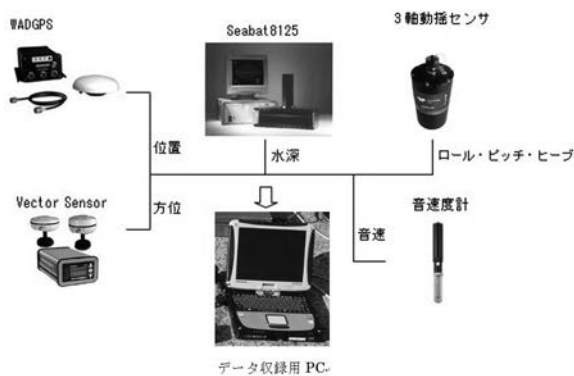 WADGPS
Seabat8125
3軸動揺センサ
位置
水深
ロール・ピッチ・ヒーブ
Vector Sensor
方位
音速
音速度計
データ収録用 PC